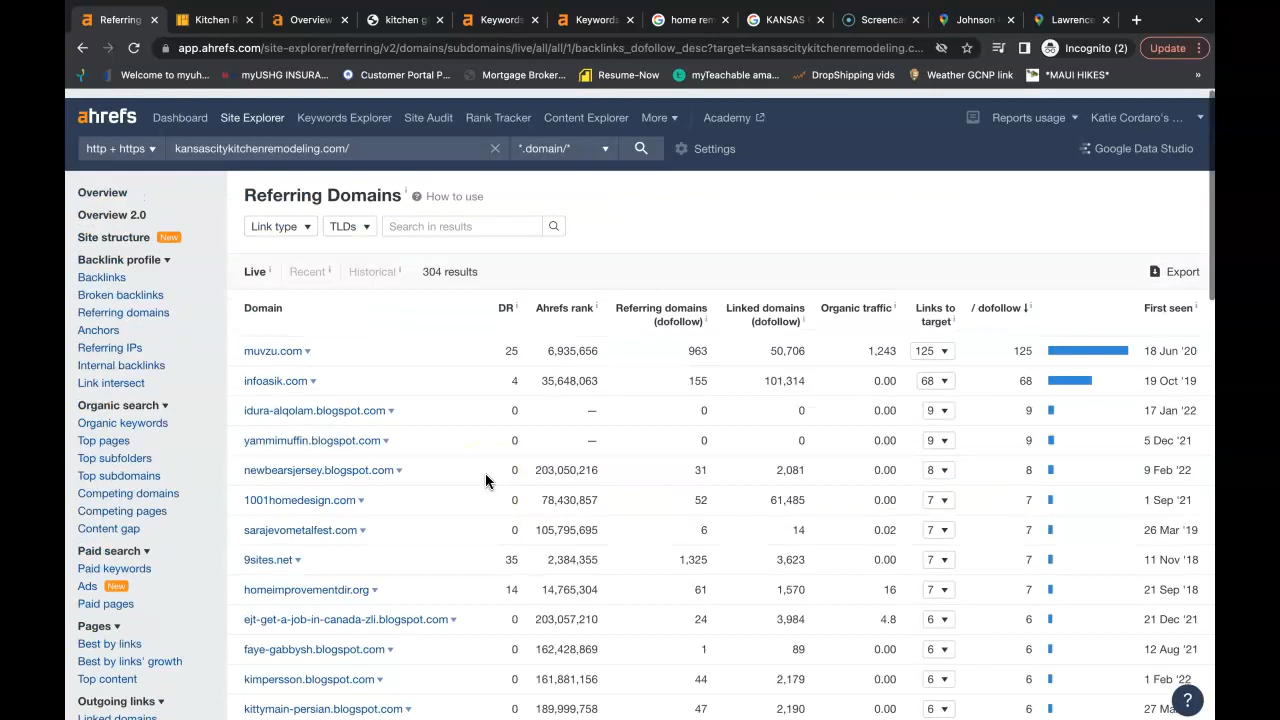 Referring
Kitchen R
Overview
kitchen g
Keywords
Keywords
home rem
KANSAS
Screenca
Johnson
Lawrence
app.ahrefs.com/site-explorer/referring/v2/domains/subdomains/live/all/all/1/backlinks_dofollow_desc?target=kansascitykitchenremodeling.c...
Incognito (2)
Update
Welcome to myuh...
myUSHG INSURA...
Customer Portal P...
Mortgage Broker...
Resume-Now
myTeachable ama...
DropShipping vids
Weather GCNP link
*MAUI HIKES*
»
ahrefs
Dashboard
Site Explorer
Keywords Explorer
Site Audit
Rank Tracker
Content Explorer
More
Academy
Reports usage
Katie Cordaro's ...
http + https
kansascitykitchenremodeling.com/
*.domain/*
Settings
Google Data Studio
Overview
Overview 2.0
Site structure New
Backlink profile
Backlinks
Broken backlinks
Referring domains
Anchors
Referring IPs
Internal backlinks
Link intersect
Organic search
Organic keywords
Top pages
Top subfolders
Top subdomains
Competing domains
Competing pages
Content gap
Paid search
Paid keywords
Ads New
Paid pages
Pages
Best by links
Best by links' growth
Top content
Outgoing links
Linked domains
Referring Domains
How to use
Link type
TLDs
Search in results
Live
Recent
Historical
304 results
Export
Domain DR Ahrefs rank Referring domains (dofollow) Linked domains (dofollow) Organic traffic Links to target / dofollow First seen
muvzu.com 25 6,935,656 963 50,706 1,243 125 125 18 Jun '20
infoasik.com 4 35,648,063 155 101,314 0.00 68 68 19 Oct '19
idura-alqolam.blogspot.com 0 — 0 0 0.00 9 9 17 Jan '22
yammimuffin.blogspot.com 0 — 0 0 0.00 9 9 5 Dec '21
newbearsjersey.blogspot.com 0 203,050,216 31 2,081 0.00 8 8 9 Feb '22
1001homedesign.com 0 78,430,857 52 61,485 0.00 7 7 1 Sep '21
sarajevometalfest.com 0 105,795,695 6 14 0.02 7 7 26 Mar '19
9sites.net 35 2,384,355 1,325 3,623 0.00 7 7 11 Nov '18
homeimprovementdir.org 14 14,765,304 61 1,570 16 7 7 21 Sep '18
ejt-get-a-job-in-canada-zli.blogspot.com 0 203,057,210 24 3,984 4.8 6 6 21 Dec '21
faye-gabbysh.blogspot.com 0 162,428,869 1 89 0.00 6 6 12 Aug '21
kimpersson.blogspot.com 0 161,881,156 44 2,179 0.00 6 6 1 Feb '22
kittymain-persian.blogspot.com 0 189,999,758 47 2,190 0.00 6 6 27
?